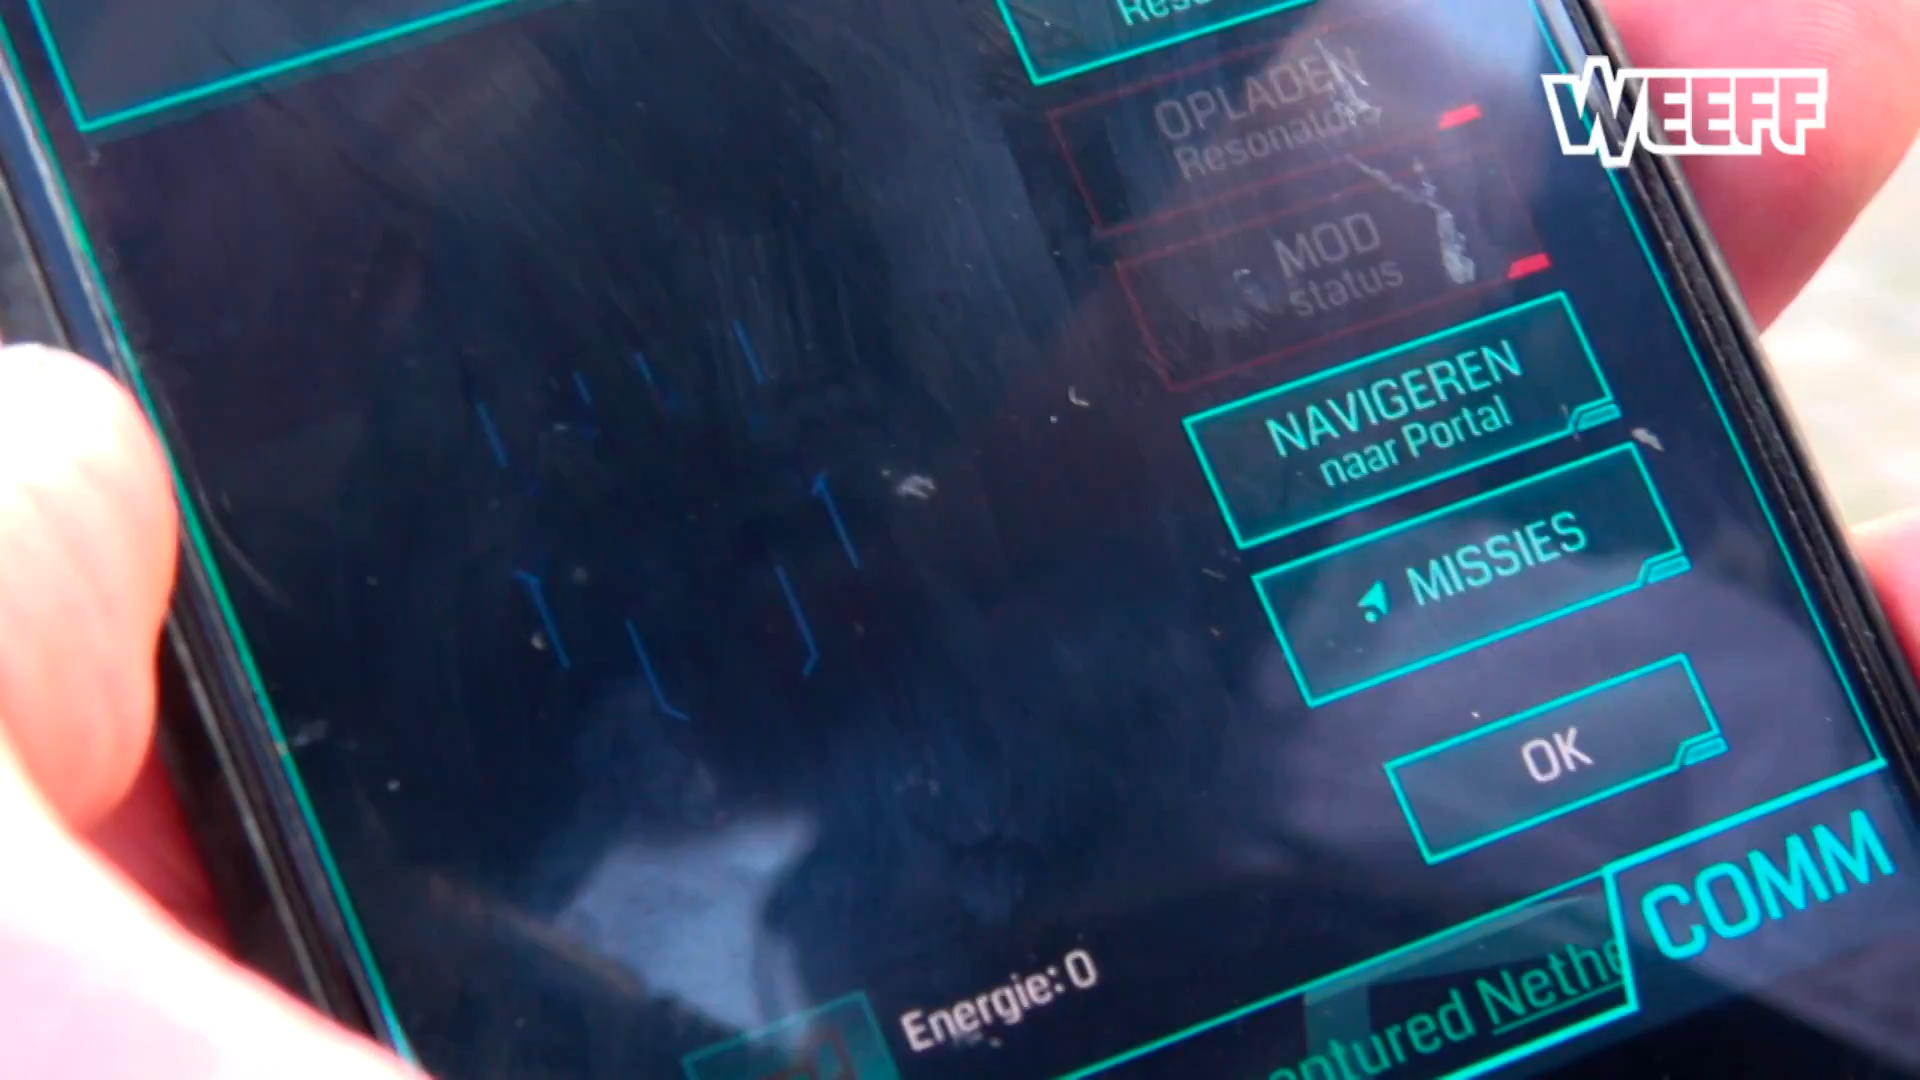 WEEFF
OPLADEN
Resonators
MOD
status
NAVIGEREN
naar Portal
MISSIES
OK
COMM
Energie: 0